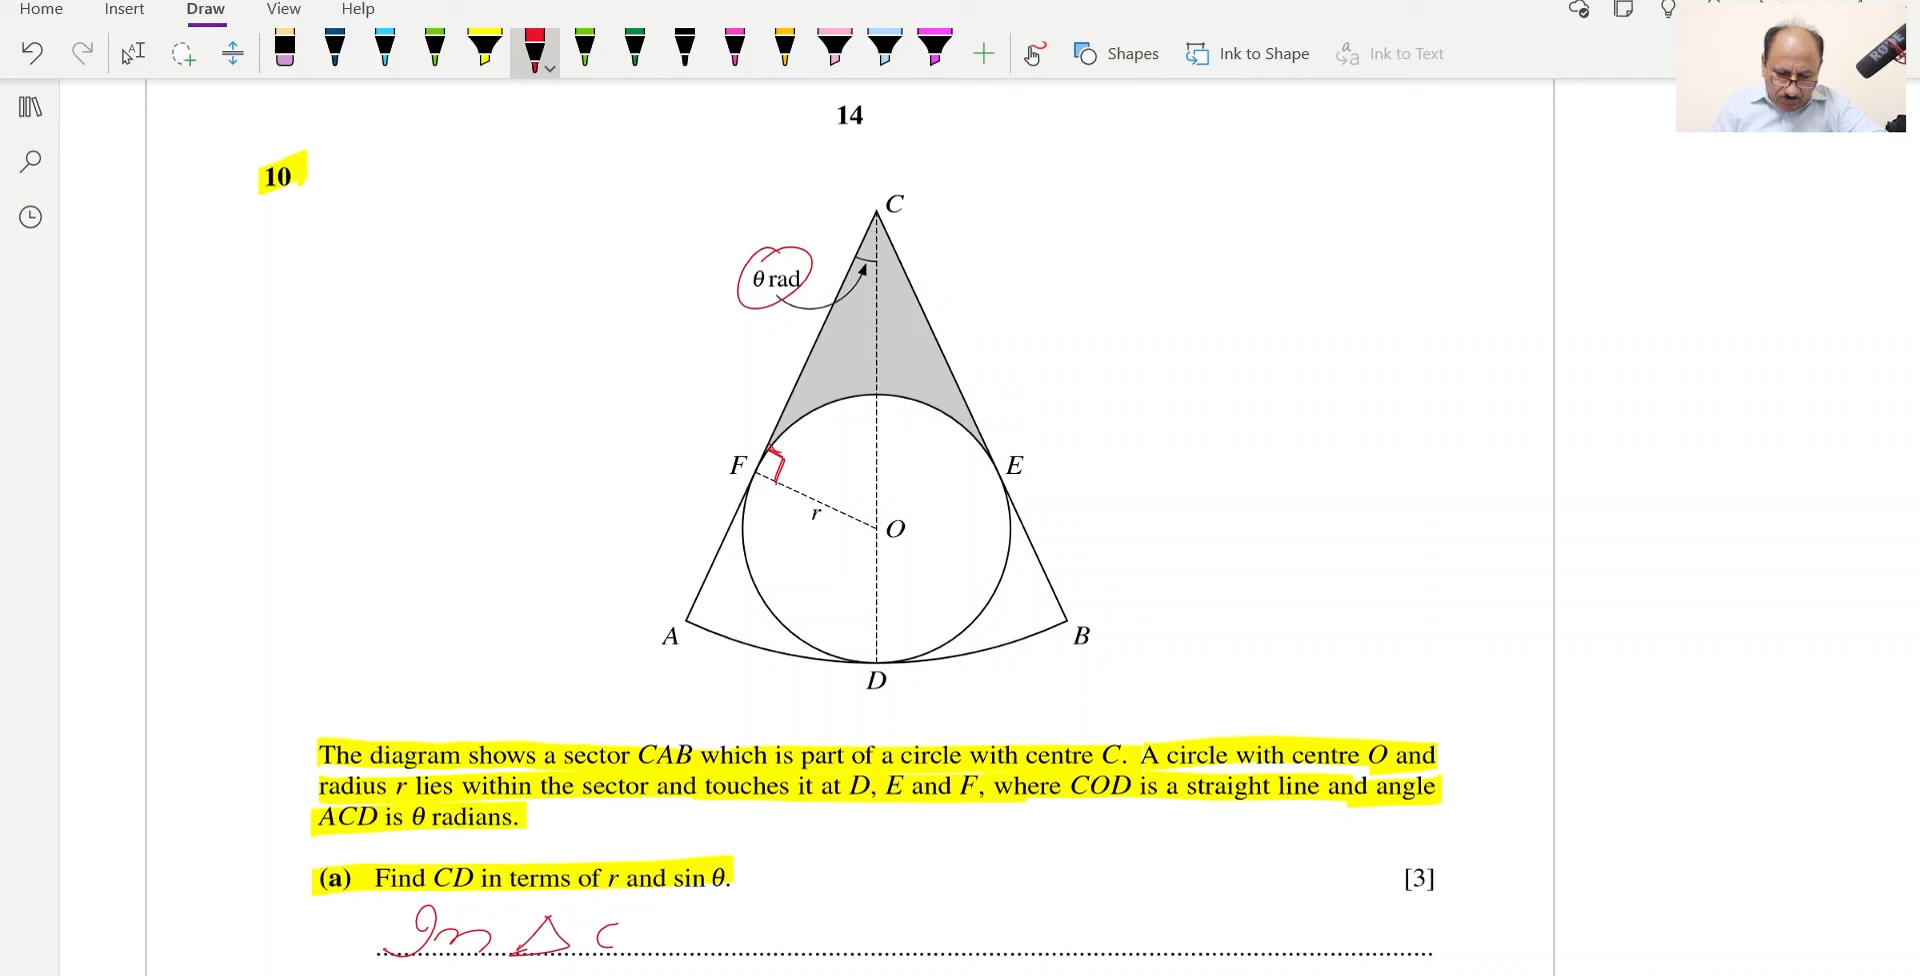 Home Insert Draw View Help
Shapes Ink to Shape Ink to Text
RØDE
14
10
C
θ rad
F E
r
O
A B
D
The diagram shows a sector CAB which is part of a circle with centre C. A circle with centre O and
radius r lies within the sector and touches it at D, E and F, where COD is a straight line and angle
ACD is θ radians.
(a) Find CD in terms of r and sin θ. [3]
In Δ C